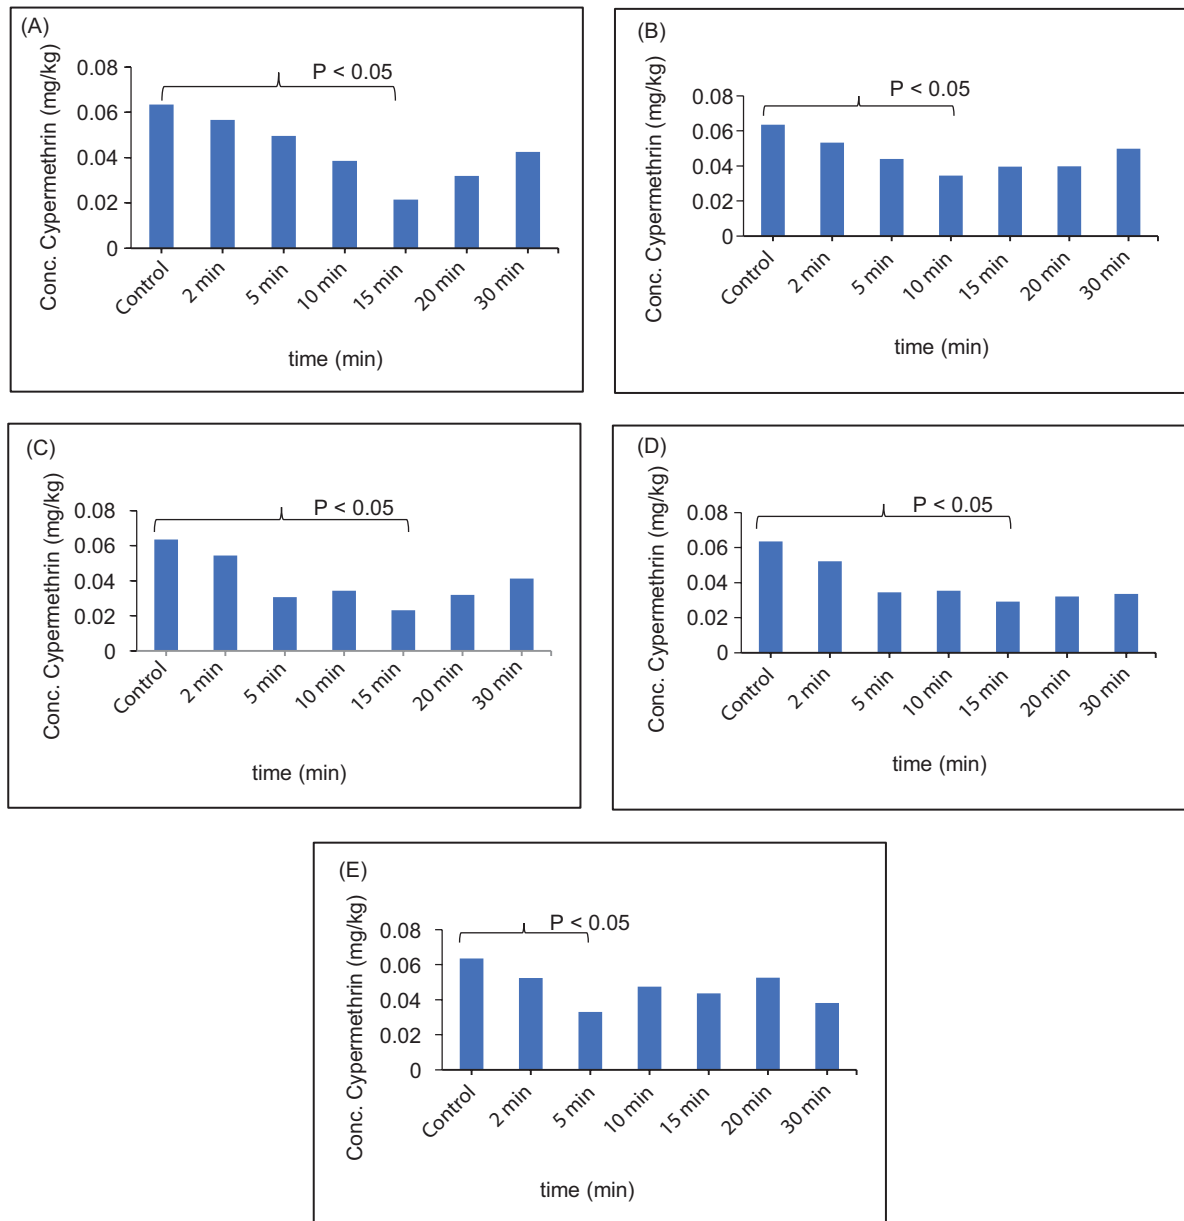 (A)
Conc. Cypermethrin (mg/kg)
P < 0.05
0.08
0.06
0.04
0.02
0
Control
2 min
5 min
10 min
15 min
20 min
30 min
time (min)
(B)
Conc. Cypermethrin (mg/kg)
P < 0.05
0.08
0.06
0.04
0.02
0
Control
2 min
5 min
10 min
15 min
20 min
30 min
time (min)
(C)
Conc. Cypermethrin (mg/kg)
P < 0.05
0.08
0.06
0.04
0.02
0
Control
2 min
5 min
10 min
15 min
20 min
30 min
time (min)
(D)
Conc. Cypermethrin (mg/kg)
P < 0.05
0.08
0.06
0.04
0.02
0
Control
2 min
5 min
10 min
15 min
20 min
30 min
time (min)
(E)
Conc. Cypermethrin (mg/kg)
P < 0.05
0.08
0.06
0.04
0.02
0
Control
2 min
5 min
10 min
15 min
20 min
30 min
time (min)